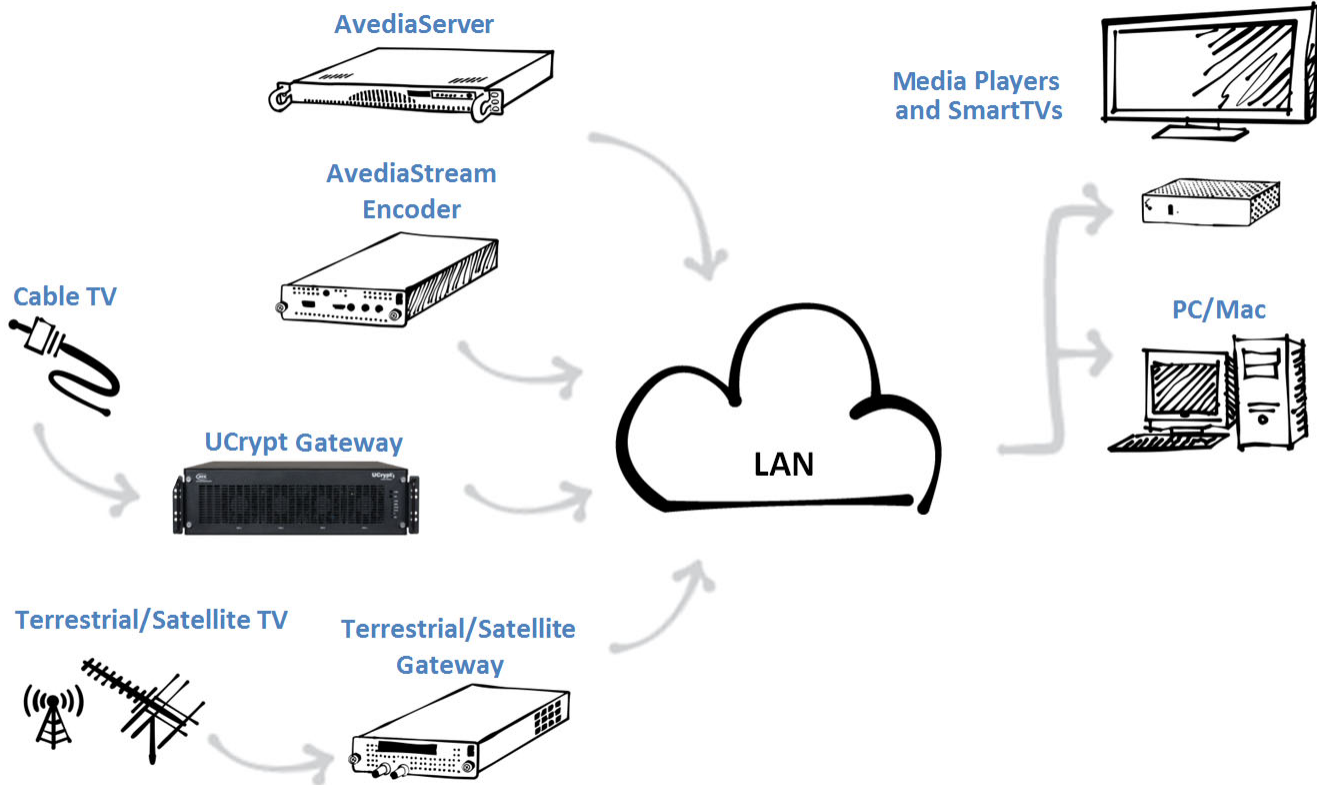 AvediaServer
Media Players
and SmartTVs
AvediaStream
Encoder
Cable TV
PC/Mac
UCrypt Gateway
UCrypt
LAN
Terrestrial/Satellite TV
Terrestrial/Satellite
Gateway